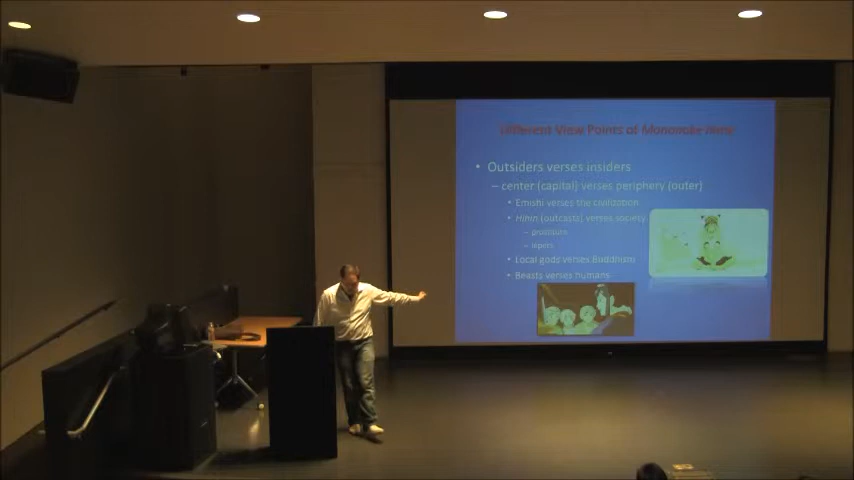 Different View Points of Mononoke Hime
• Outsiders verses insiders
– center (capital) verses periphery (outer)
• Emishi verses the civilization
• Hinin (outcasts) verses society
– prostitutes
– lepers
• Local gods verses Buddhism
• Beasts verses humans